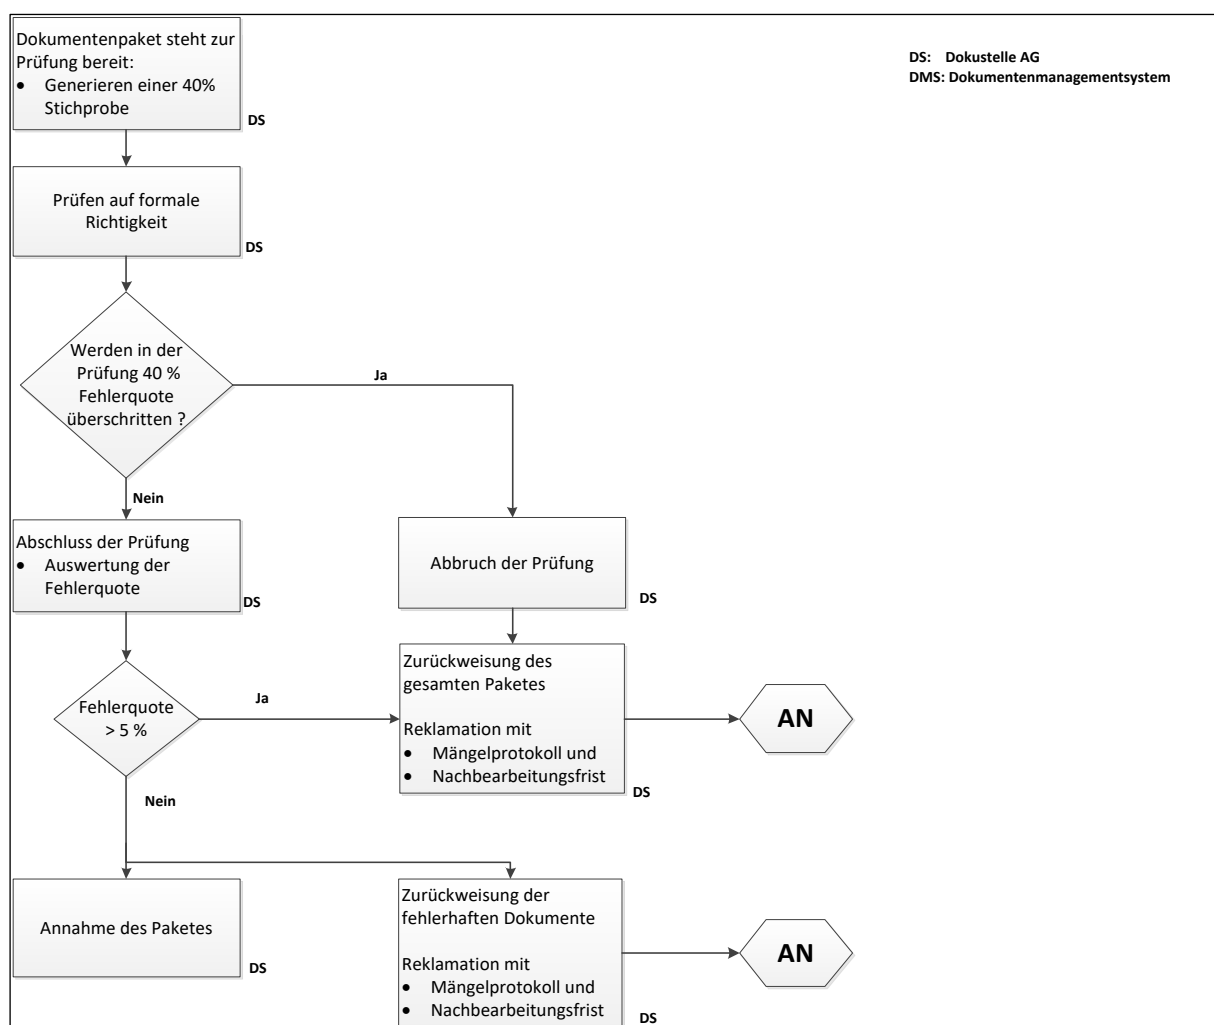 Dokumentenpaket steht zur
Prüfung bereit:
• Generieren einer 40%
Stichprobe
DS
DS: Dokustelle AG
DMS: Dokumentenmanagementsystem
Prüfen auf formale
Richtigkeit
DS
Werden in der
Prüfung 40 %
Fehlerquote
überschritten ?
Ja
Nein
Abschluss der Prüfung
• Auswertung der
Fehlerquote
DS
Abbruch der Prüfung
DS
Fehlerquote
> 5 %
Ja
Zurückweisung des
gesamten Paketes
Reklamation mit
• Mängelprotokoll und
• Nachbearbeitungsfrist
DS
AN
Nein
Annahme des Paketes
DS
Zurückweisung der
fehlerhaften Dokumente
Reklamation mit
• Mängelprotokoll und
• Nachbearbeitungsfrist
DS
AN